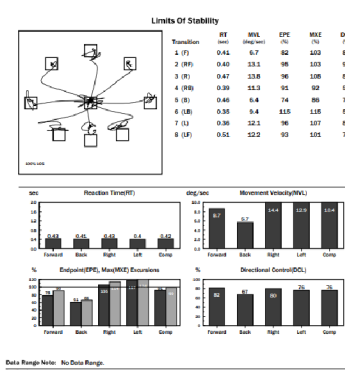 Limits Of Stability
RT MVL EPE MXE
Transition (sec) (deg/sec) (%) (%)
1 (F) 0.41 6.7 82 103
2 (RF) 0.40 13.1 95 103
3 (R) 0.47 13.8 96 108
4 (RB) 0.39 11.3 91 92
5 (B) 0.46 6.4 74 86
6 (LB) 0.35 9.4 115 115
7 (L) 0.36 12.1 96 107
8 (LF) 0.51 12.2 93 101
100% LOS
sec Reaction Time(RT)
0.43 0.41 0.43 0.4 0.43
Forward Back Right Left Comp
deg/sec Movement Velocity(MVL)
8.7 5.7 14.4 12.9 10.4
Forward Back Right Left Comp
% Endpoint(EPE), Max(MXE) Excursions
Forward Back Right Left Comp
% Directional Control(DCL)
82 67 80 76 76
Forward Back Right Left Comp
Data Range Note: No Data Range.